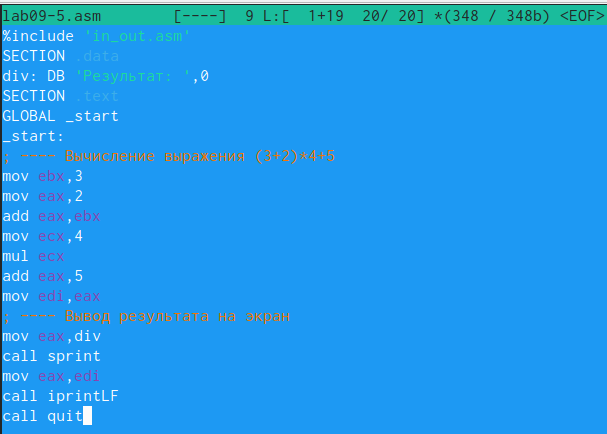 lab09-5.asm [----] 9 L:[ 1+19 20/ 20] *(348 / 348b) <EOF>
%include 'in_out.asm'
SECTION .data
div: DB 'Результат: ',0
SECTION .text
GLOBAL _start
_start:
; ---- Вычисление выражения (3+2)*4+5
mov ebx,3
mov eax,2
add eax,ebx
mov ecx,4
mul ecx
add eax,5
mov edi,eax
; ---- Вывод результата на экран
mov eax,div
call sprint
mov eax,edi
call iprintLF
call quit